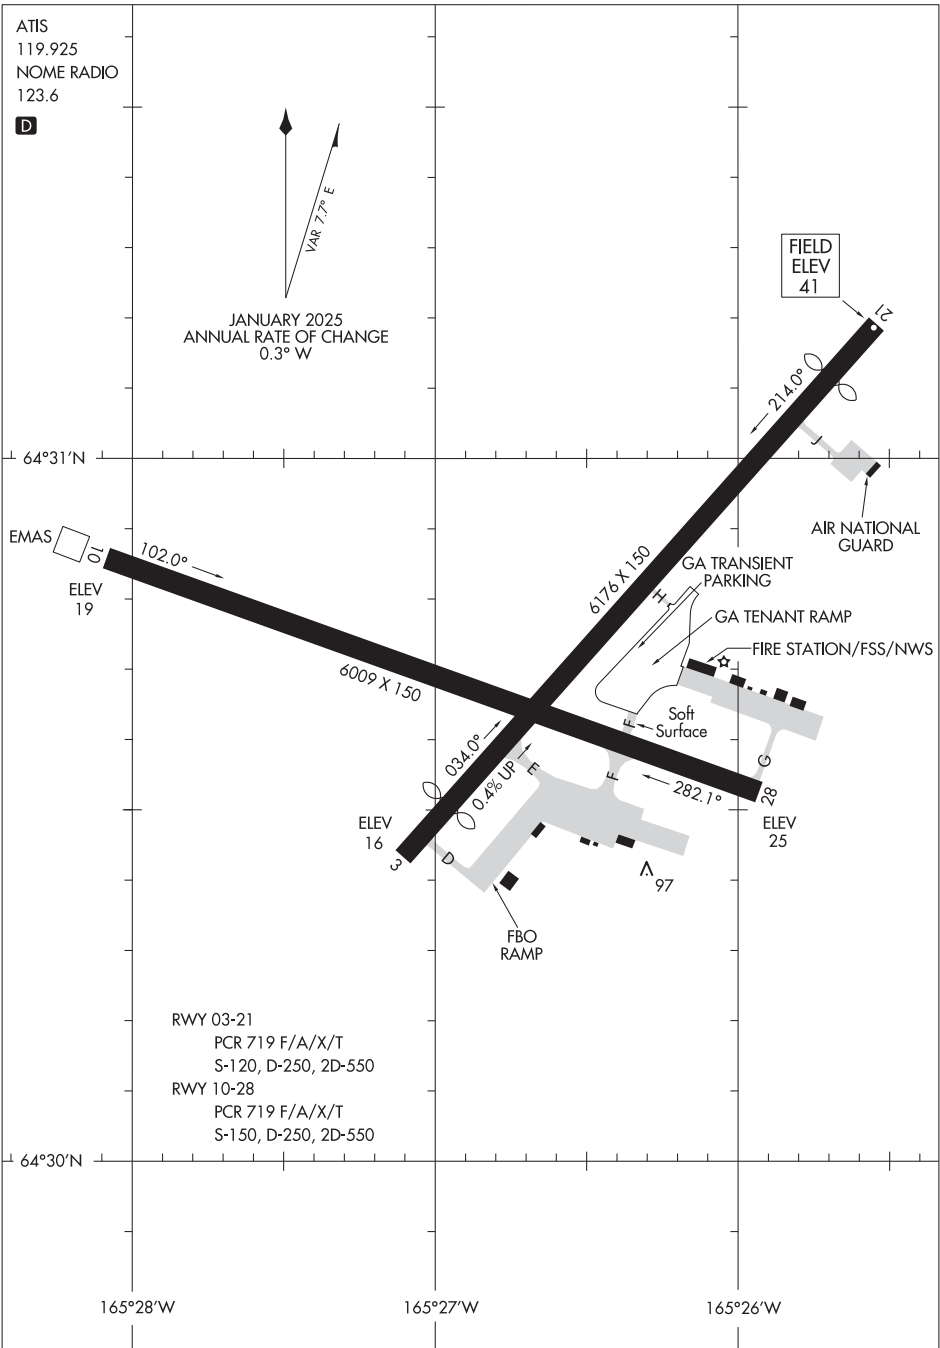 ATIS
119.925
NOME RADIO
123.6
D
VAR 7.7° E
JANUARY 2025
ANNUAL RATE OF CHANGE
0.3° W
FIELD
ELEV
41
21
214.0°
64°31'N
J
AIR NATIONAL
GUARD
EMAS
10
102.0°
ELEV
19
6176 X 150
GA TRANSIENT
PARKING
H
GA TENANT RAMP
FIRE STATION/FSS/NWS
6009 X 150
Soft
Surface
F
034.0°
0.4% UP
E
F
G
282.1°
28
ELEV
25
ELEV
16
3
D
97
FBO
RAMP
RWY 03-21
PCR 719 F/A/X/T
S-120, D-250, 2D-550
RWY 10-28
PCR 719 F/A/X/T
S-150, D-250, 2D-550
64°30'N
165°28'W
165°27'W
165°26'W